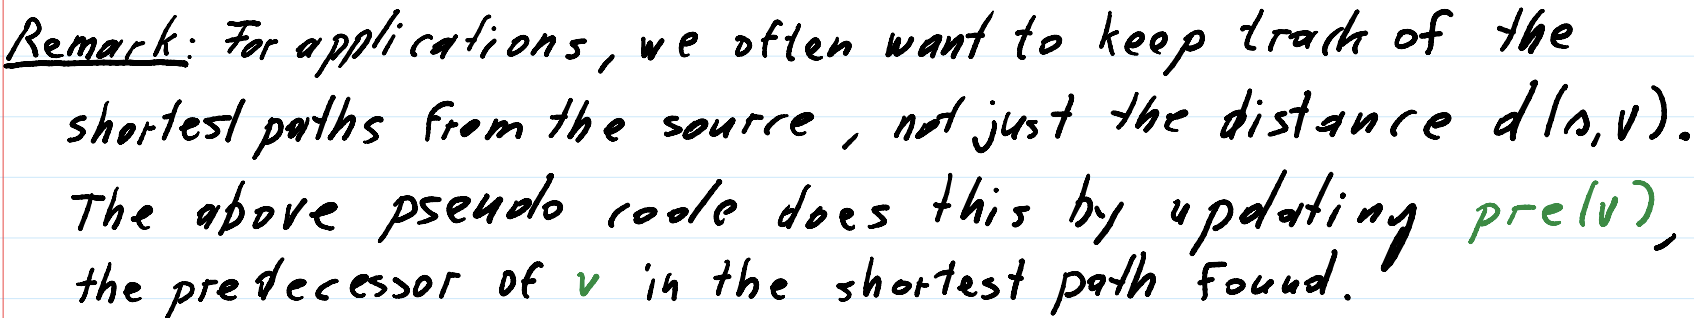 Remark: For applications, we often want to keep track of the
shortest paths from the source, not just the distance d(s,v).
The above pseudo code does this by updating pre(v),
the predecessor of v in the shortest path found.